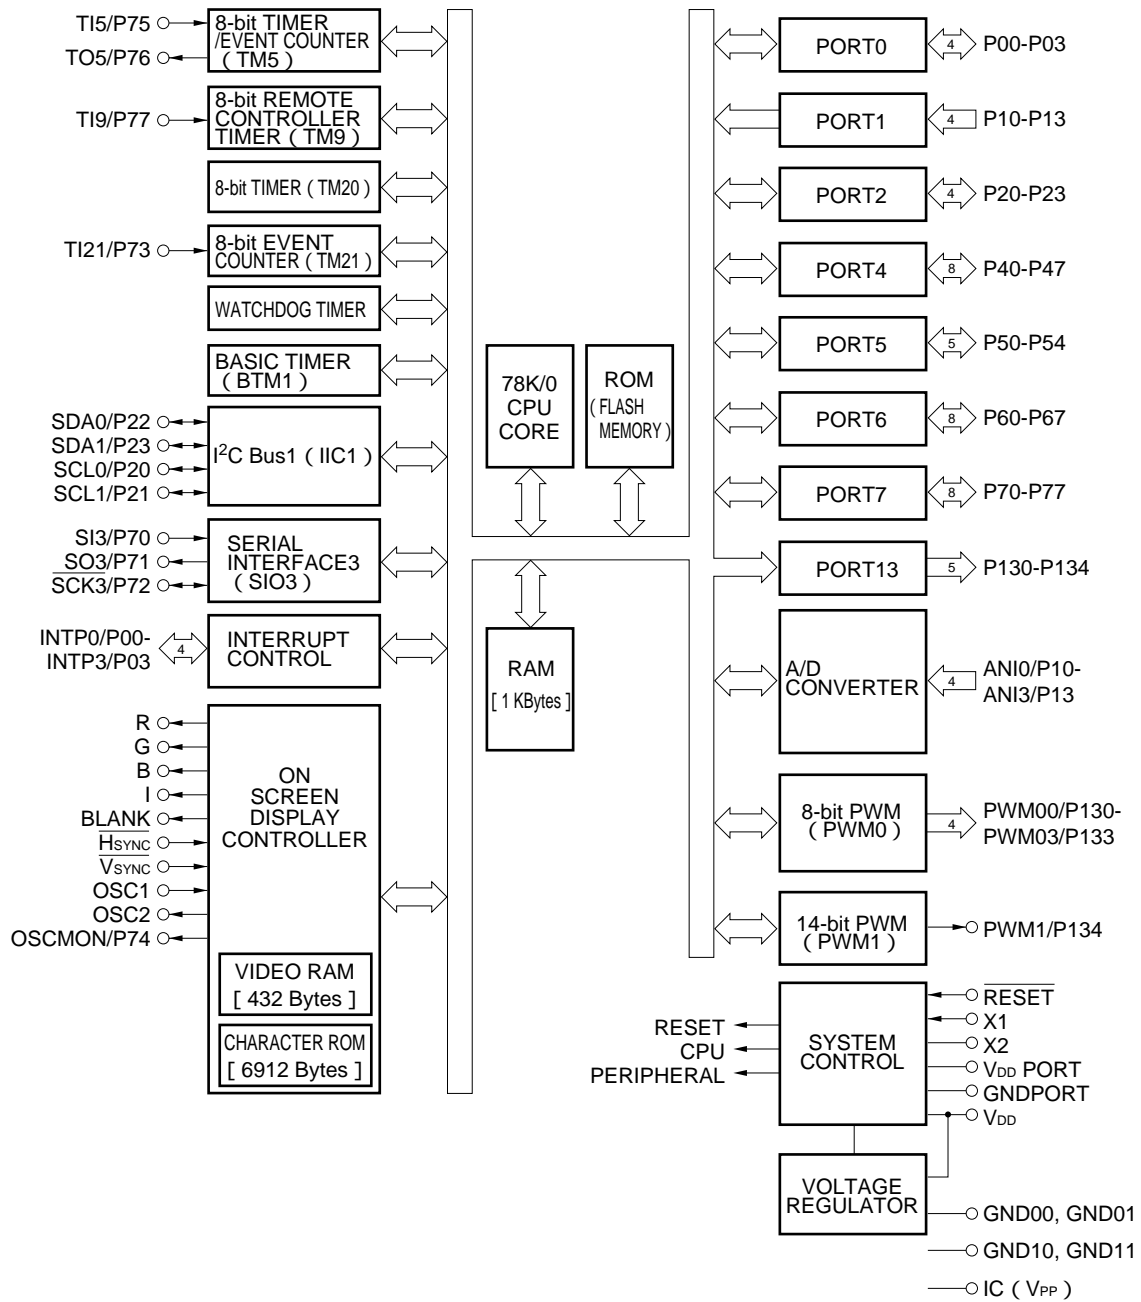 TI5/P75
TO5/P76
8-bit TIMER
/EVENT COUNTER
( TM5 )
TI9/P77
8-bit REMOTE
CONTROLLER
TIMER ( TM9 )
8-bit TIMER ( TM20 )
TI21/P73
8-bit EVENT
COUNTER ( TM21 )
WATCHDOG TIMER
BASIC TIMER
( BTM1 )
SDA0/P22
SDA1/P23
SCL0/P20
SCL1/P21
I²C Bus1 ( IIC1 )
SI3/P70
SO3/P71
S̅C̅K̅3̅/P72
SERIAL
INTERFACE3
( SIO3 )
INTP0/P00-
INTP3/P03
4
INTERRUPT
CONTROL
R
G
B
I
BLANK
H̅S̅Y̅N̅C̅
V̅S̅Y̅N̅C̅
OSC1
OSC2
OSCMON/P74
ON
SCREEN
DISPLAY
CONTROLLER
VIDEO RAM
[ 432 Bytes ]
CHARACTER ROM
[ 6912 Bytes ]
78K/0
CPU
CORE
ROM
( FLASH
MEMORY )
RAM
[ 1 KBytes ]
PORT0
4
P00-P03
PORT1
4
P10-P13
PORT2
4
P20-P23
PORT4
8
P40-P47
PORT5
5
P50-P54
PORT6
8
P60-P67
PORT7
8
P70-P77
PORT13
5
P130-P134
A/D
CONVERTER
4
ANI0/P10-
ANI3/P13
8-bit PWM
( PWM0 )
4
PWM00/P130-
PWM03/P133
14-bit PWM
( PWM1 )
PWM1/P134
RESET
CPU
PERIPHERAL
SYSTEM
CONTROL
R̅E̅S̅E̅T̅
X1
X2
VDD PORT
GNDPORT
VDD
VOLTAGE
REGULATOR
GND00, GND01
GND10, GND11
IC ( VPP )